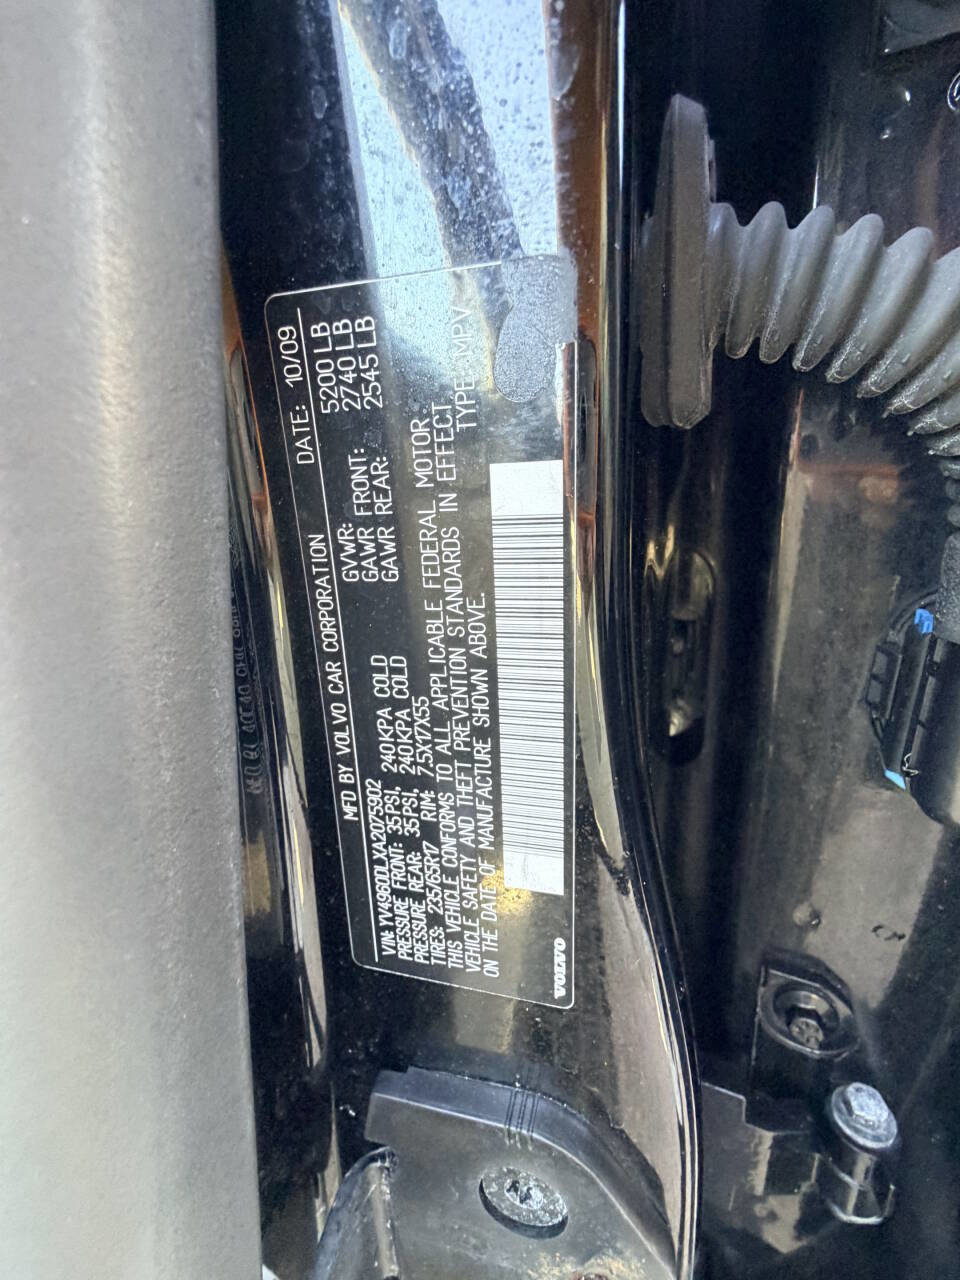 DATE: 10/09
MFD BY VOLVO CAR CORPORATION
GVWR: 5200 LB
GAWR FRONT: 2740 LB
GAWR REAR: 2545 LB
VIN: YV4960DLXA2075902
PRESSURE FRONT: 35PSI, 240KPA COLD
PRESSURE REAR: 35PSI, 240KPA COLD
TIRES: 235/65R17 RIM: 7.5X17X55
THIS VEHICLE CONFORMS TO ALL APPLICABLE FEDERAL MOTOR
VEHICLE SAFETY AND THEFT PREVENTION STANDARDS IN EFFECT
ON THE DATE OF MANUFACTURE SHOWN ABOVE.
TYPE: MPV
VOLVO